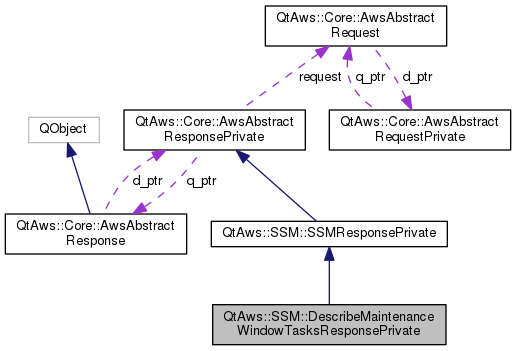 QtAws::Core::AwsAbstract
Request
request
q_ptr
d_ptr
QObject
QtAws::Core::AwsAbstract
ResponsePrivate
QtAws::Core::AwsAbstract
RequestPrivate
d_ptr
q_ptr
QtAws::Core::AwsAbstract
Response
QtAws::SSM::SSMResponsePrivate
QtAws::SSM::DescribeMaintenance
WindowTasksResponsePrivate